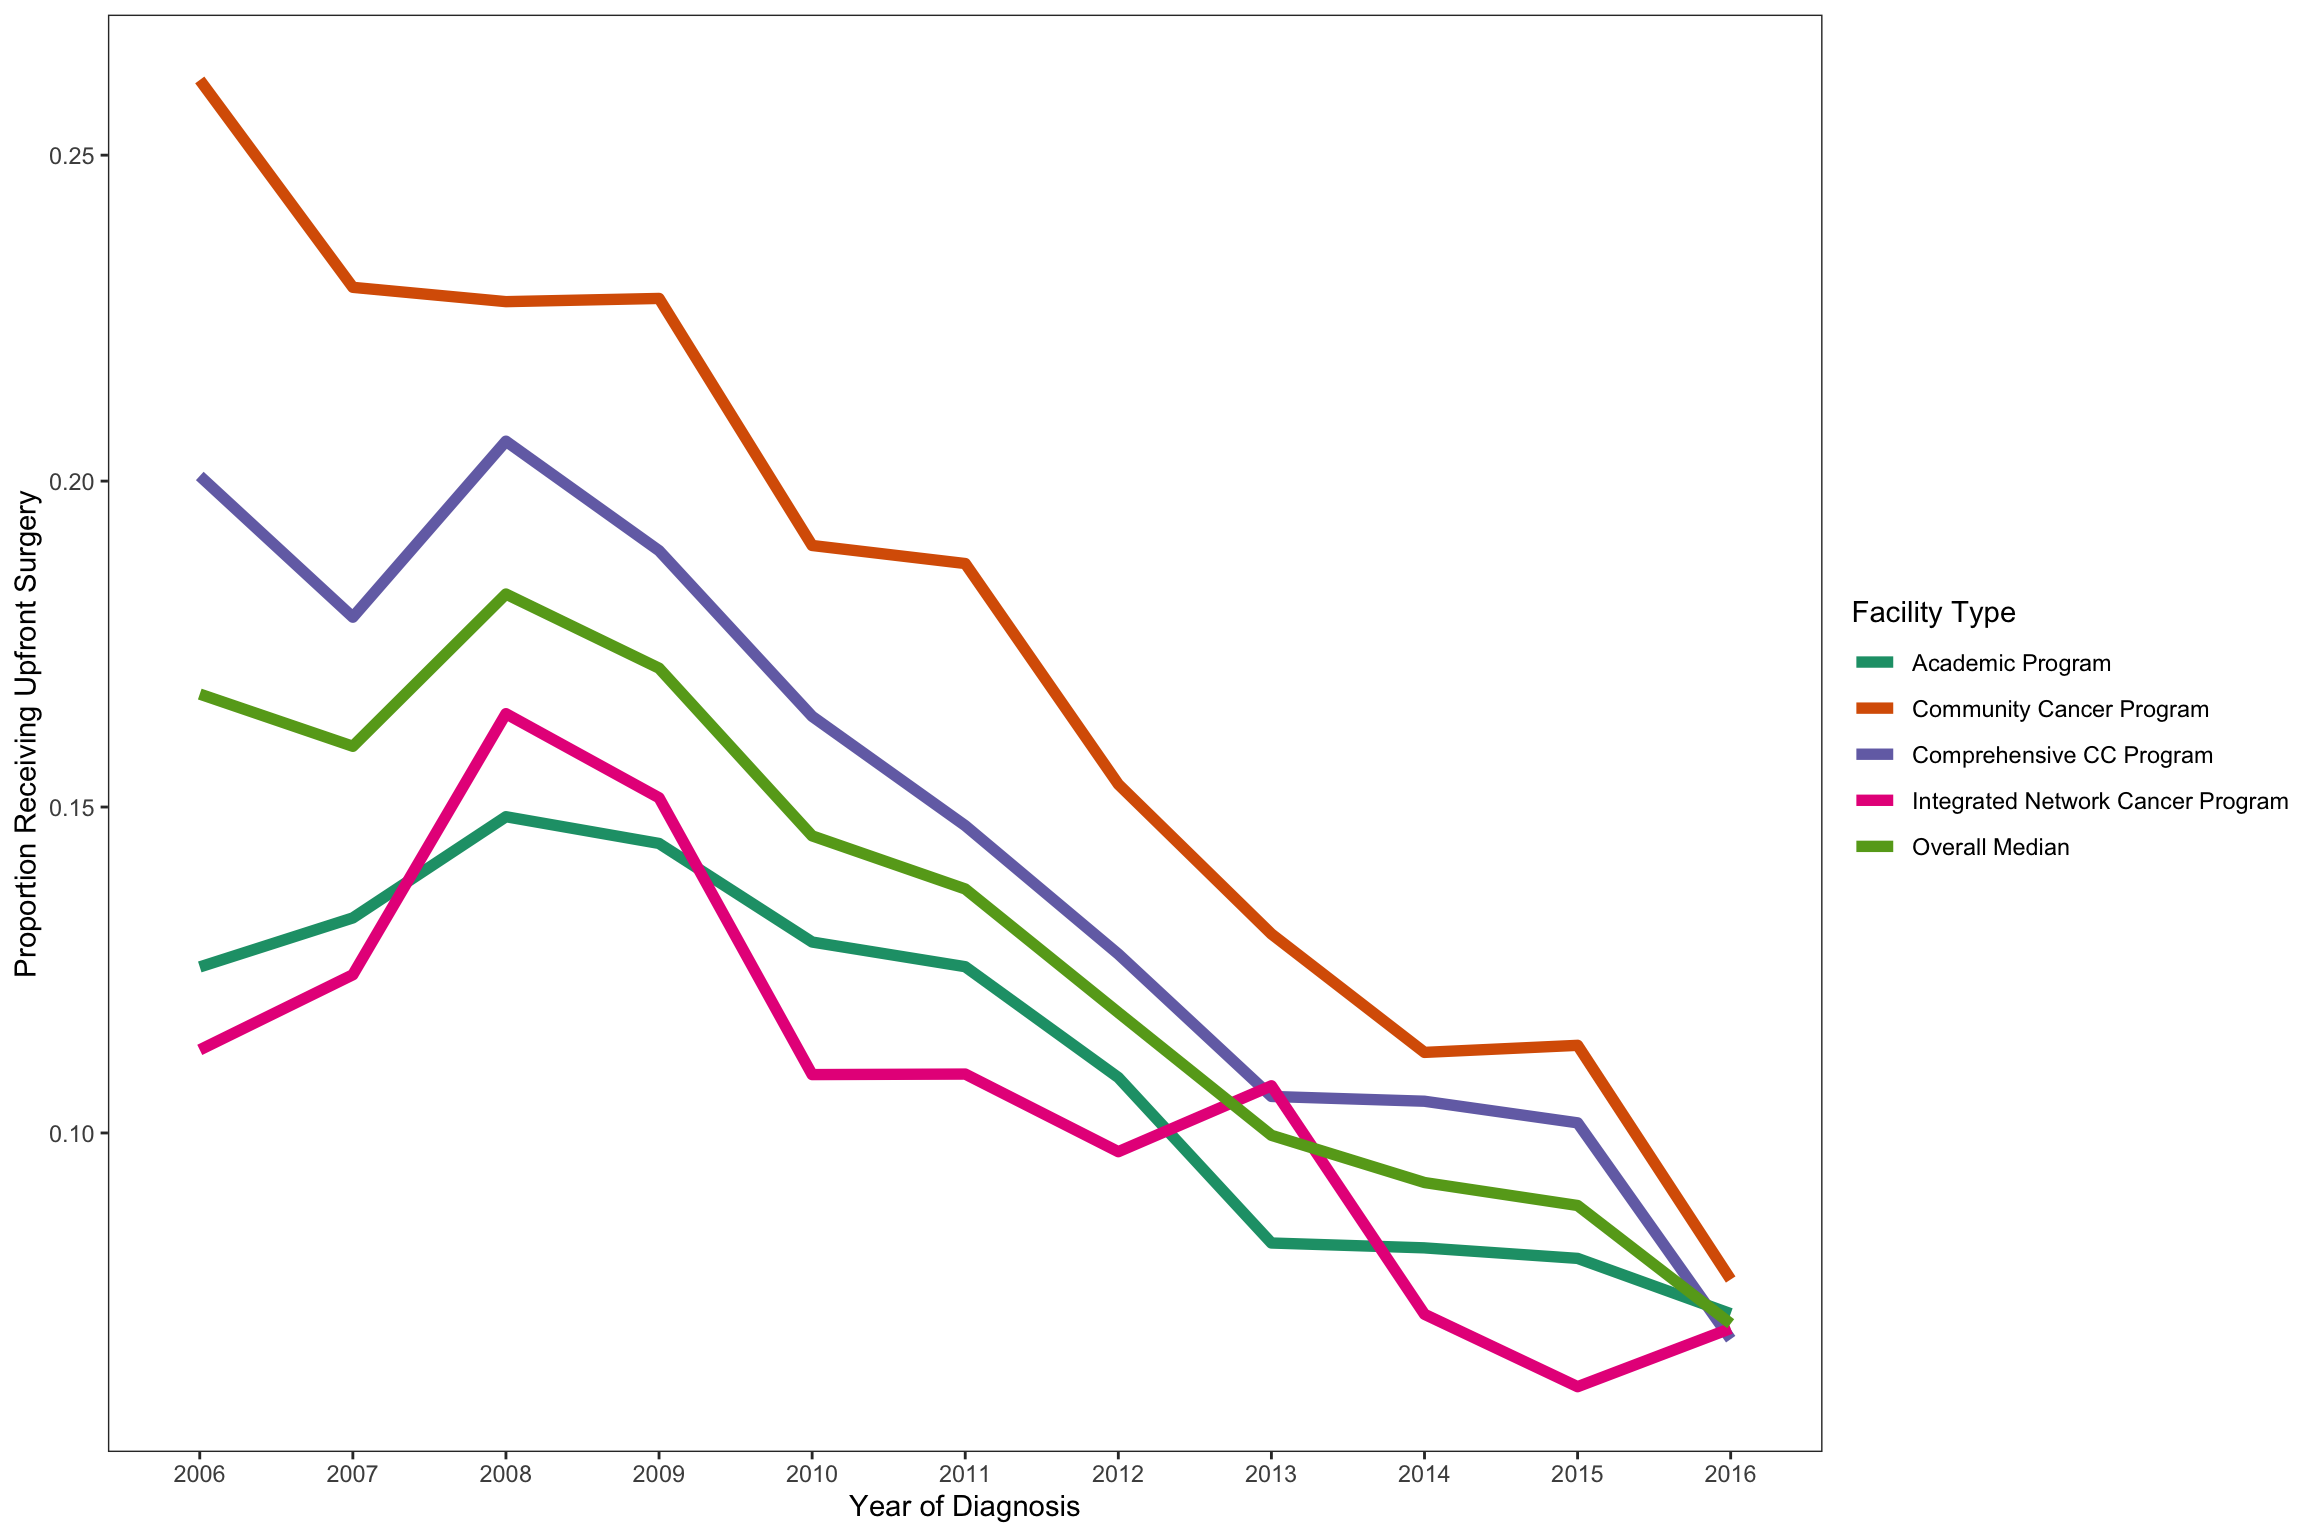 0.25
0.20
0.15
0.10
Proportion Receiving Upfront Surgery
2006 2007 2008 2009 2010 2011 2012 2013 2014 2015 2016
Year of Diagnosis
Facility Type
Academic Program
Community Cancer Program
Comprehensive CC Program
Integrated Network Cancer Program
Overall Median